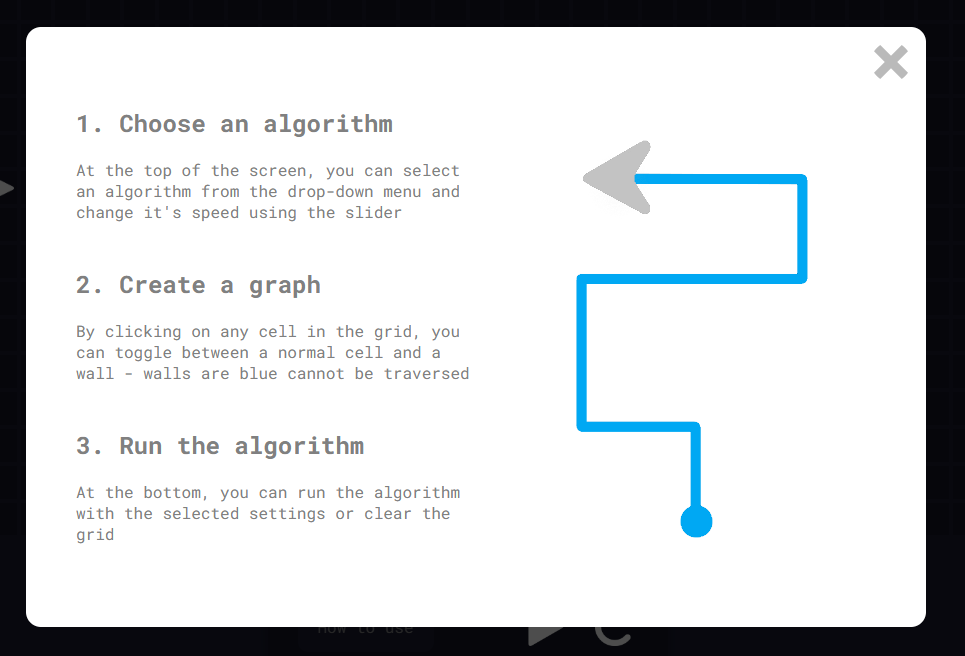 1. Choose an algorithm
At the top of the screen, you can select
an algorithm from the drop-down menu and
change it's speed using the slider
2. Create a graph
By clicking on any cell in the grid, you
can toggle between a normal cell and a
wall - walls are blue cannot be traversed
3. Run the algorithm
At the bottom, you can run the algorithm
with the selected settings or clear the
grid
How to use